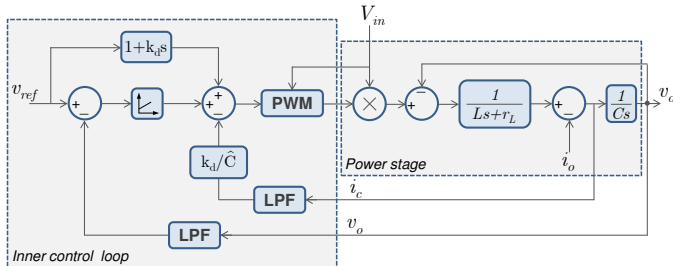 V_in
1+k_d s
v_ref
+
−
+
+
−
PWM
×
+
−
1
Ls+r_L
+
−
1
Cs
v_o
k_d/Ĉ
Power stage
i_o
LPF
i_c
LPF
v_o
Inner control loop